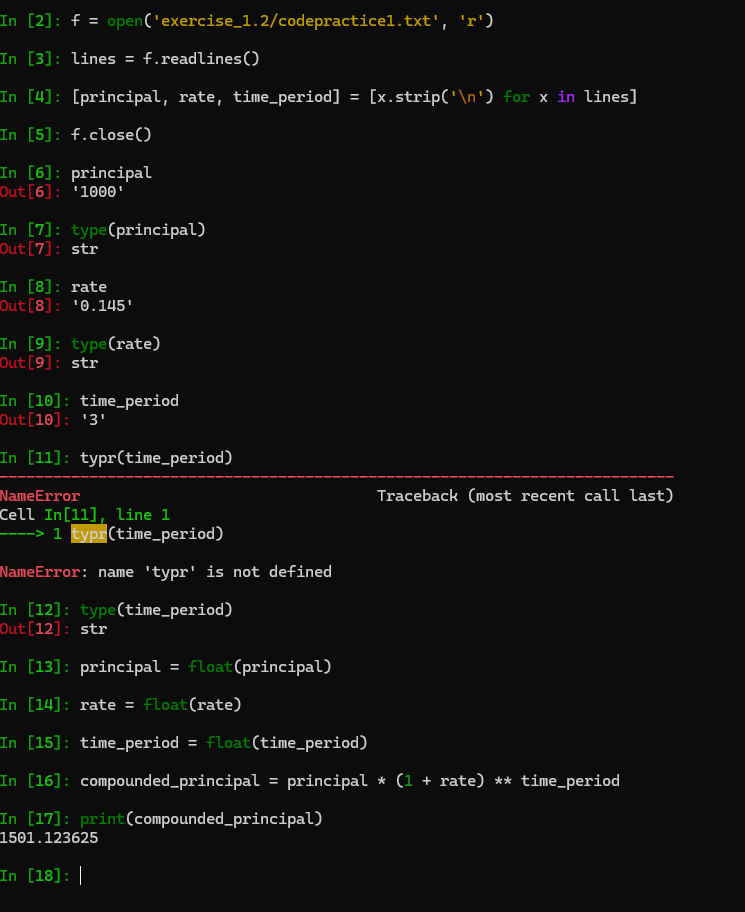 In [2]: f = open('exercise_1.2/codepractice1.txt', 'r')
In [3]: lines = f.readlines()
In [4]: [principal, rate, time_period] = [x.strip('\n') for x in lines]
In [5]: f.close()
In [6]: principal
Out[6]: '1000'
In [7]: type(principal)
Out[7]: str
In [8]: rate
Out[8]: '0.145'
In [9]: type(rate)
Out[9]: str
In [10]: time_period
Out[10]: '3'
In [11]: typr(time_period)
---------------------------------------------------------------------------
NameError                                 Traceback (most recent call last)
Cell In[11], line 1
----> 1 typr(time_period)
NameError: name 'typr' is not defined
In [12]: type(time_period)
Out[12]: str
In [13]: principal = float(principal)
In [14]: rate = float(rate)
In [15]: time_period = float(time_period)
In [16]: compounded_principal = principal * (1 + rate) ** time_period
In [17]: print(compounded_principal)
1501.123625
In [18]: